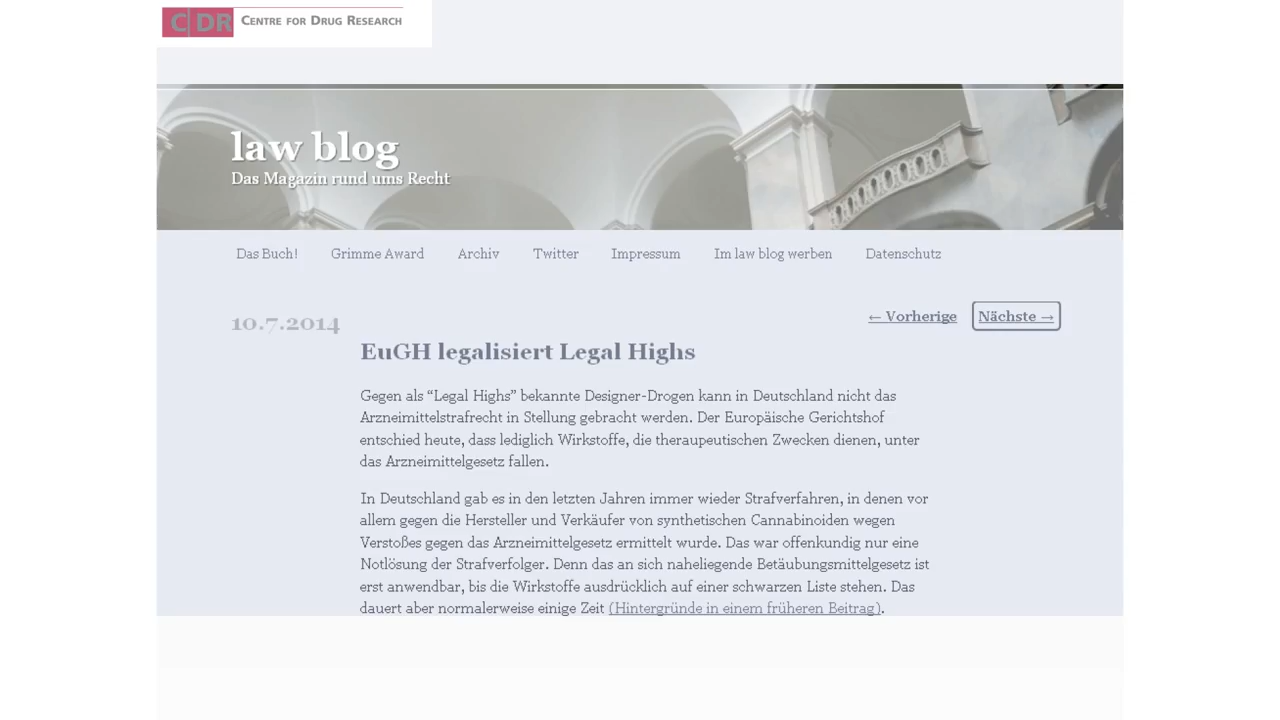 CDR CENTRE FOR DRUG RESEARCH
law blog
Das Magazin rund ums Recht
Das Buch! Grimme Award Archiv Twitter Impressum Im law blog werben Datenschutz
← Vorherige Nächste →
10.7.2014
EuGH legalisiert Legal Highs
Gegen als “Legal Highs” bekannte Designer-Drogen kann in Deutschland nicht das
Arzneimittelstrafrecht in Stellung gebracht werden. Der Europäische Gerichtshof
entschied heute, dass lediglich Wirkstoffe, die theraupeutischen Zwecken dienen, unter
das Arzneimittelgesetz fallen.
In Deutschland gab es in den letzten Jahren immer wieder Strafverfahren, in denen vor
allem gegen die Hersteller und Verkäufer von synthetischen Cannabinoiden wegen
Verstoßes gegen das Arzneimittelgesetz ermittelt wurde. Das war offenkundig nur eine
Notlösung der Strafverfolger. Denn das an sich naheliegende Betäubungsmittelgesetz ist
erst anwendbar, bis die Wirkstoffe ausdrücklich auf einer schwarzen Liste stehen. Das
dauert aber normalerweise einige Zeit (Hintergründe in einem früheren Beitrag).